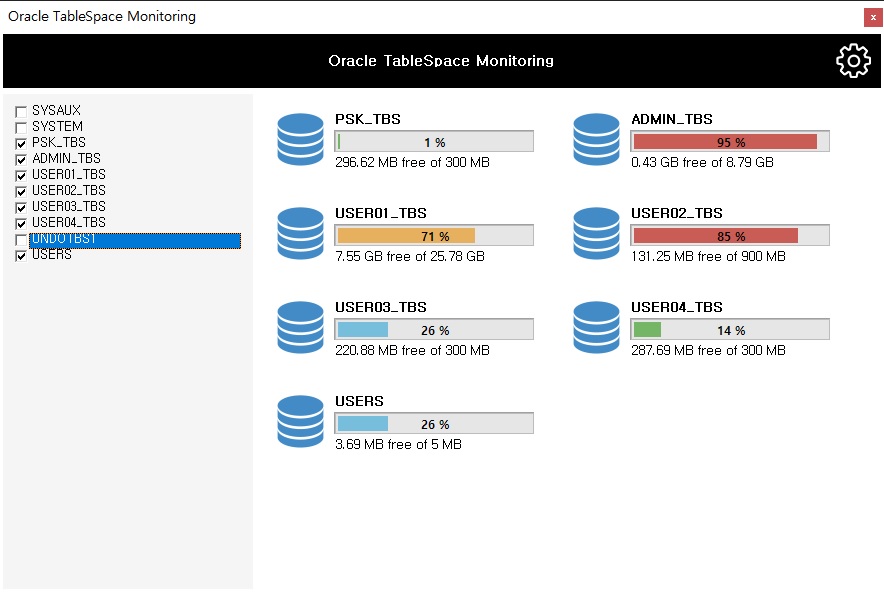 Oracle TableSpace Monitoring
x
Oracle TableSpace Monitoring
SYSAUX
SYSTEM
PSK_TBS
ADMIN_TBS
USER01_TBS
USER02_TBS
USER03_TBS
USER04_TBS
UNDOTBS1
USERS
PSK_TBS
1 %
296.62 MB free of 300 MB
ADMIN_TBS
95 %
0.43 GB free of 8.79 GB
USER01_TBS
71 %
7.55 GB free of 25.78 GB
USER02_TBS
85 %
131.25 MB free of 900 MB
USER03_TBS
26 %
220.88 MB free of 300 MB
USER04_TBS
14 %
287.69 MB free of 300 MB
USERS
26 %
3.69 MB free of 5 MB